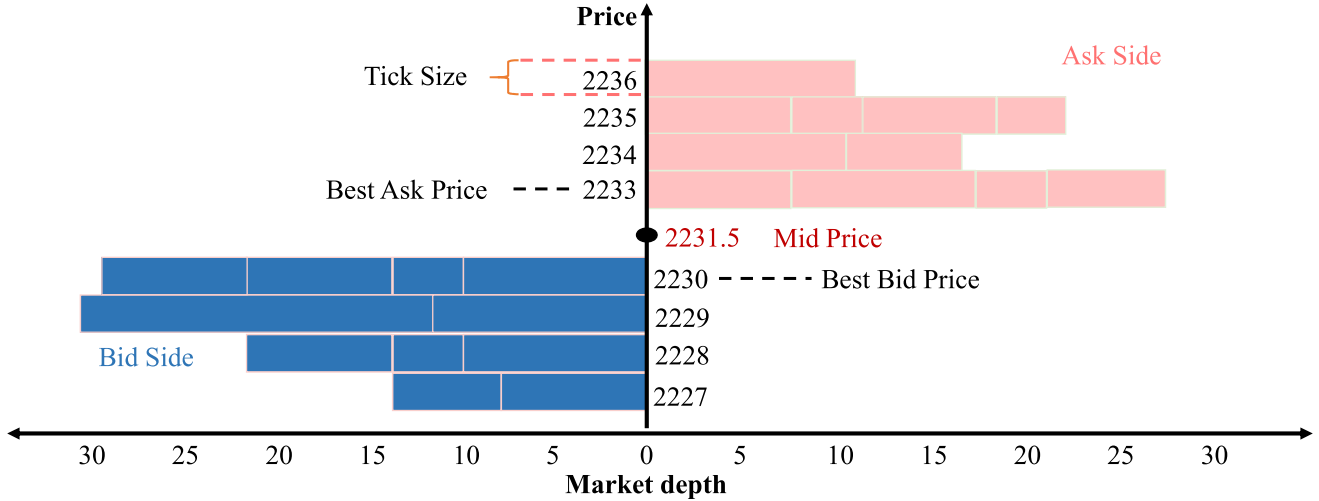 Price
Ask Side
Tick Size
2236
2235
2234
Best Ask Price
2233
2231.5 Mid Price
2230
Best Bid Price
2229
Bid Side
2228
2227
30 25 20 15 10 5 0 5 10 15 20 25 30
Market depth